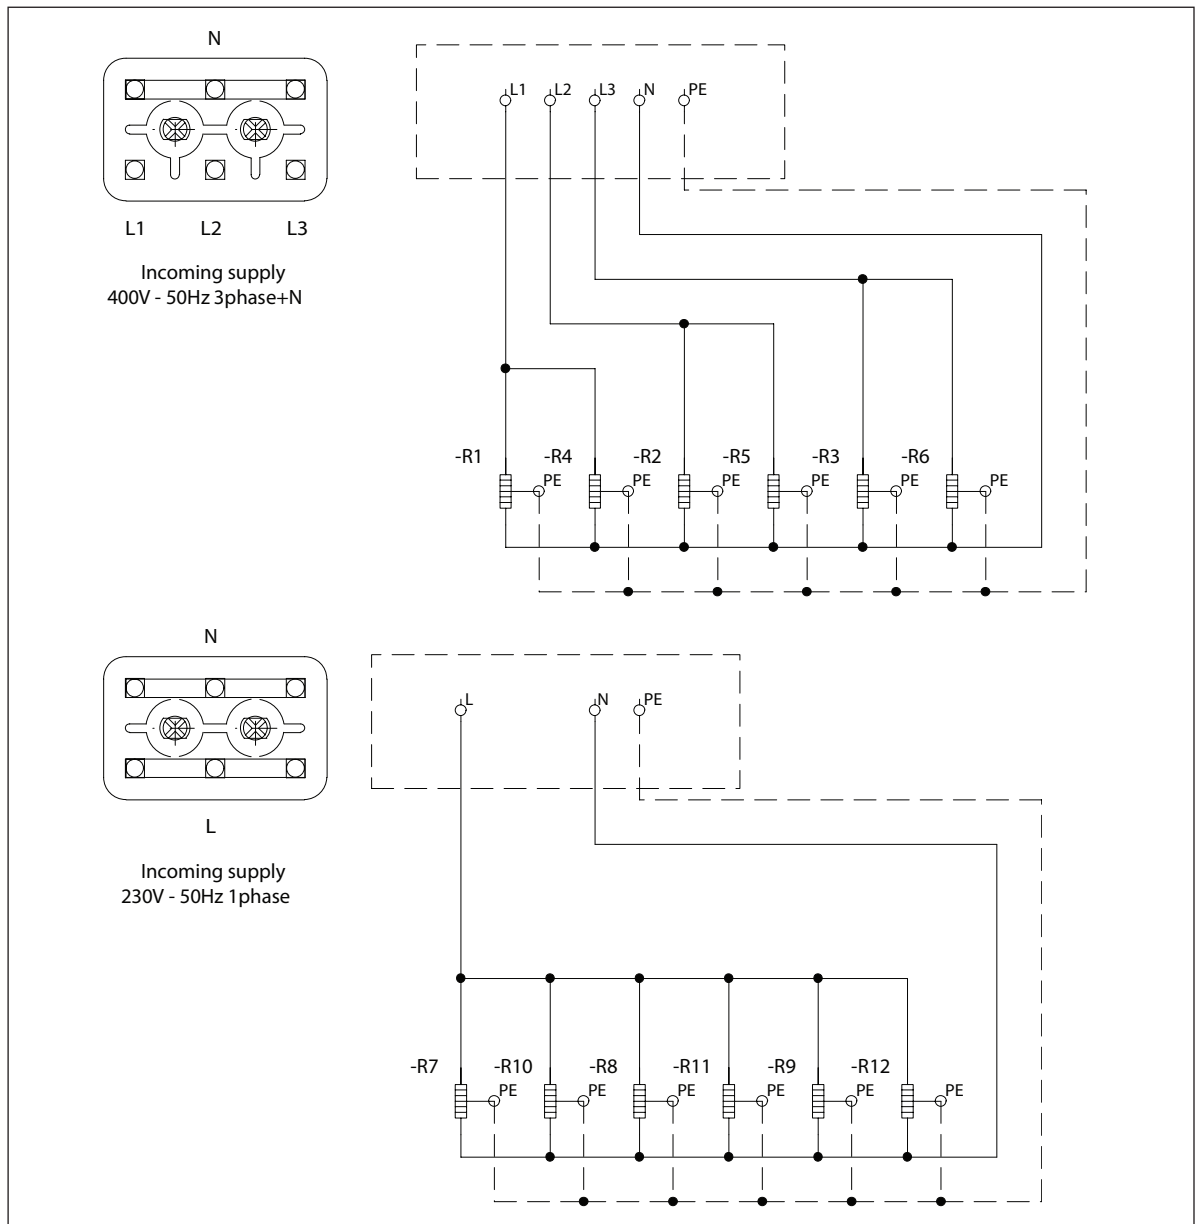 N
L1 L2 L3 N PE
L1 L2 L3
Incoming supply
400V - 50Hz 3phase+N
-R1 -R4 -R2 -R5 -R3 -R6
PE PE PE PE PE PE
N
L N PE
L
Incoming supply
230V - 50Hz 1phase
-R7 -R10 -R8 -R11 -R9 -R12
PE PE PE PE PE PE